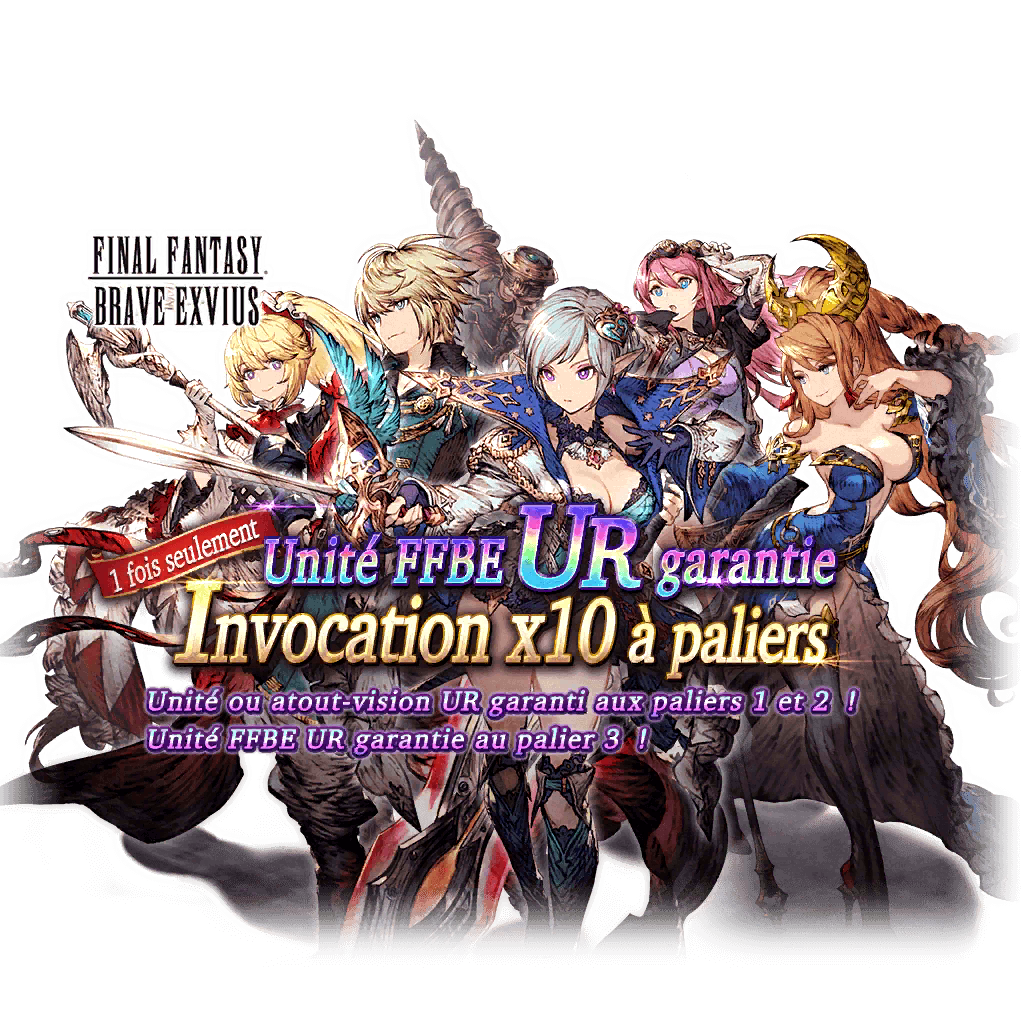 FINAL FANTASY®
BRAVE EXVIUS
1 fois seulement
Unité FFBE UR garantie
Invocation x10 à paliers
Unité ou atout-vision UR garanti aux paliers 1 et 2 !
Unité FFBE UR garantie au palier 3 !